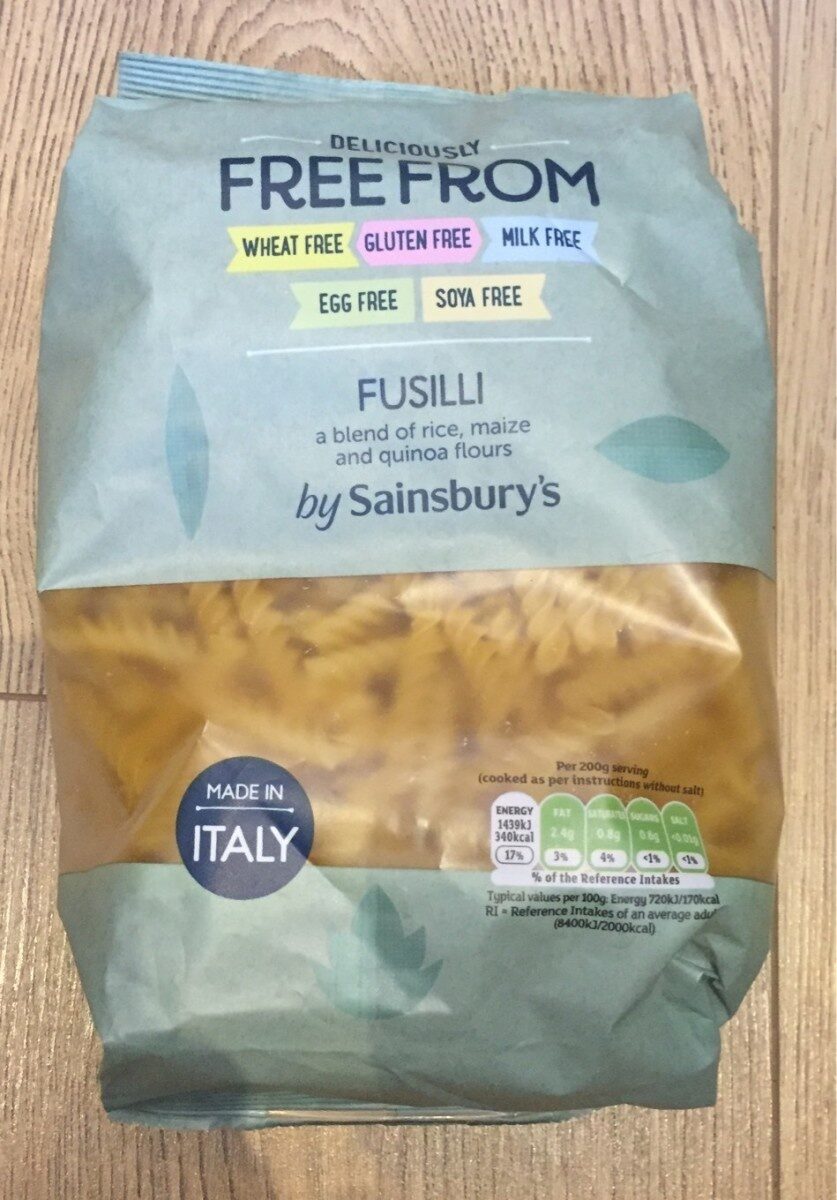 DELICIOUSLY
FREE FROM
WHEAT FREE GLUTEN FREE MILK FREE
EGG FREE SOYA FREE
FUSILLI
a blend of rice, maize
and quinoa flours
by Sainsbury's
MADE IN
ITALY
Per 200g serving
(cooked as per instructions without salt)
ENERGY FAT SATURATES SUGARS SALT
1439kJ
340kcal 2.4g 0.8g 0.6g <0.01g
17% 3% 4% <1% <1%
% of the Reference Intakes
Typical values per 100g: Energy 720kJ/170kcal
RI = Reference Intakes of an average
(8400kJ/2000kcal)